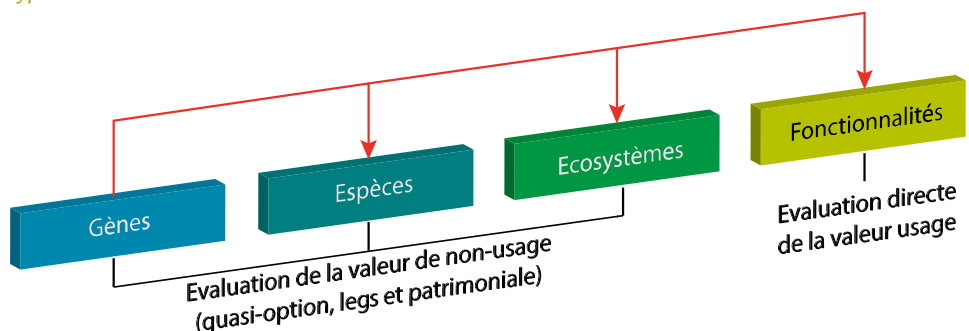 Gènes
Espèces
Ecosystèmes
Fonctionnalités
Evaluation de la valeur de non-usage
(quasi-option, legs et patrimoniale)
Evaluation directe
de la valeur usage